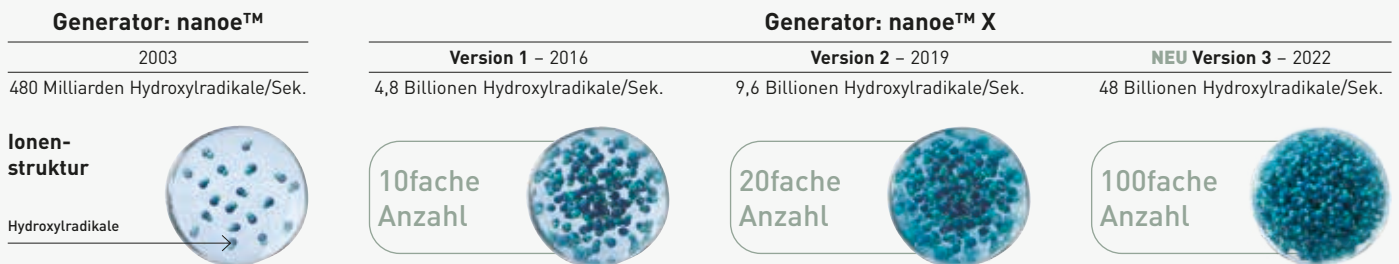 Generator: nanoe™
2003
480 Milliarden Hydroxylradikale/Sek.
Ionen-
struktur
Hydroxylradikale
Generator: nanoe™ X
Version 1 – 2016
4,8 Billionen Hydroxylradikale/Sek.
10fache
Anzahl
Version 2 – 2019
9,6 Billionen Hydroxylradikale/Sek.
20fache
Anzahl
NEU Version 3 – 2022
48 Billionen Hydroxylradikale/Sek.
100fache
Anzahl